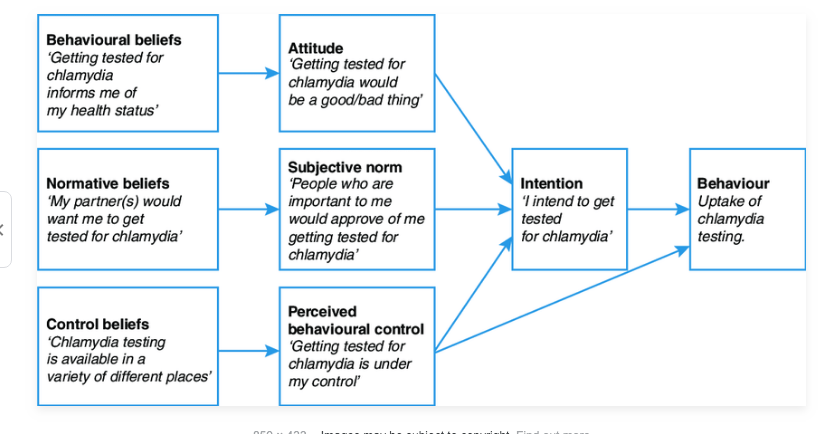 Behavioural beliefs
‘Getting tested for
chlamydia
informs me of
my health status’
Attitude
‘Getting tested for
chlamydia would
be a good/bad thing’
Normative beliefs
‘My partner(s) would
want me to get
tested for chlamydia’
Subjective norm
‘People who are
important to me
would approve of me
getting tested for
chlamydia’
Intention
‘I intend to get
tested
for chlamydia’
Behaviour
Uptake of
chlamydia
testing.
Control beliefs
‘Chlamydia testing
is available in a
variety of different places’
Perceived
behavioural control
‘Getting tested for
chlamydia is under
my control’
Images may be subject to copyright. Find out more